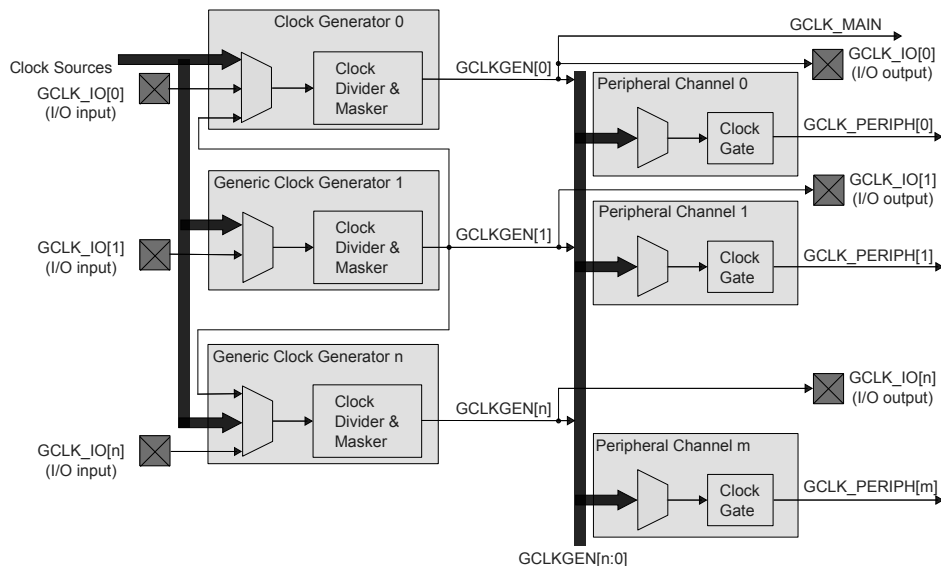 Clock Generator 0
GCLK_MAIN
GCLK_IO[0]
(I/O output)
Clock Sources
GCLK_IO[0]
(I/O input)
Clock
Divider &
Masker
GCLKGEN[0]
Peripheral Channel 0
Clock
Gate
GCLK_PERIPH[0]
Generic Clock Generator 1
GCLK_IO[1]
(I/O output)
GCLK_IO[1]
(I/O input)
Clock
Divider &
Masker
GCLKGEN[1]
Peripheral Channel 1
Clock
Gate
GCLK_PERIPH[1]
Generic Clock Generator n
GCLK_IO[n]
(I/O output)
GCLK_IO[n]
(I/O input)
Clock
Divider &
Masker
GCLKGEN[n]
Peripheral Channel m
Clock
Gate
GCLK_PERIPH[m]
GCLKGEN[n:0]